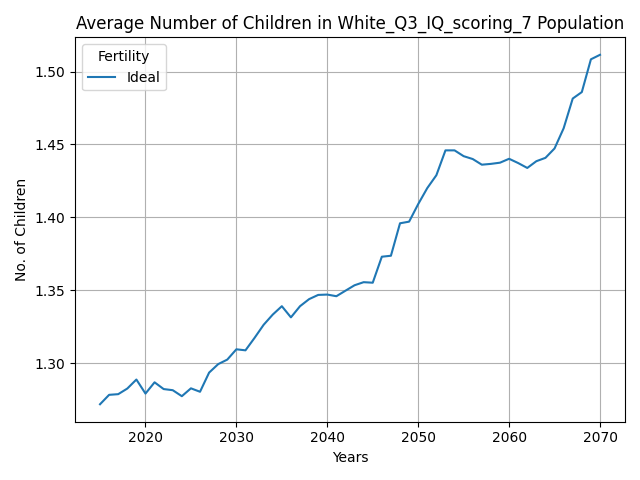 Average Number of Children in White_Q3_IQ_scoring_7 Population
Fertility
Ideal
No. of Children
1.50
1.45
1.40
1.35
1.30
2020 2030 2040 2050 2060 2070
Years